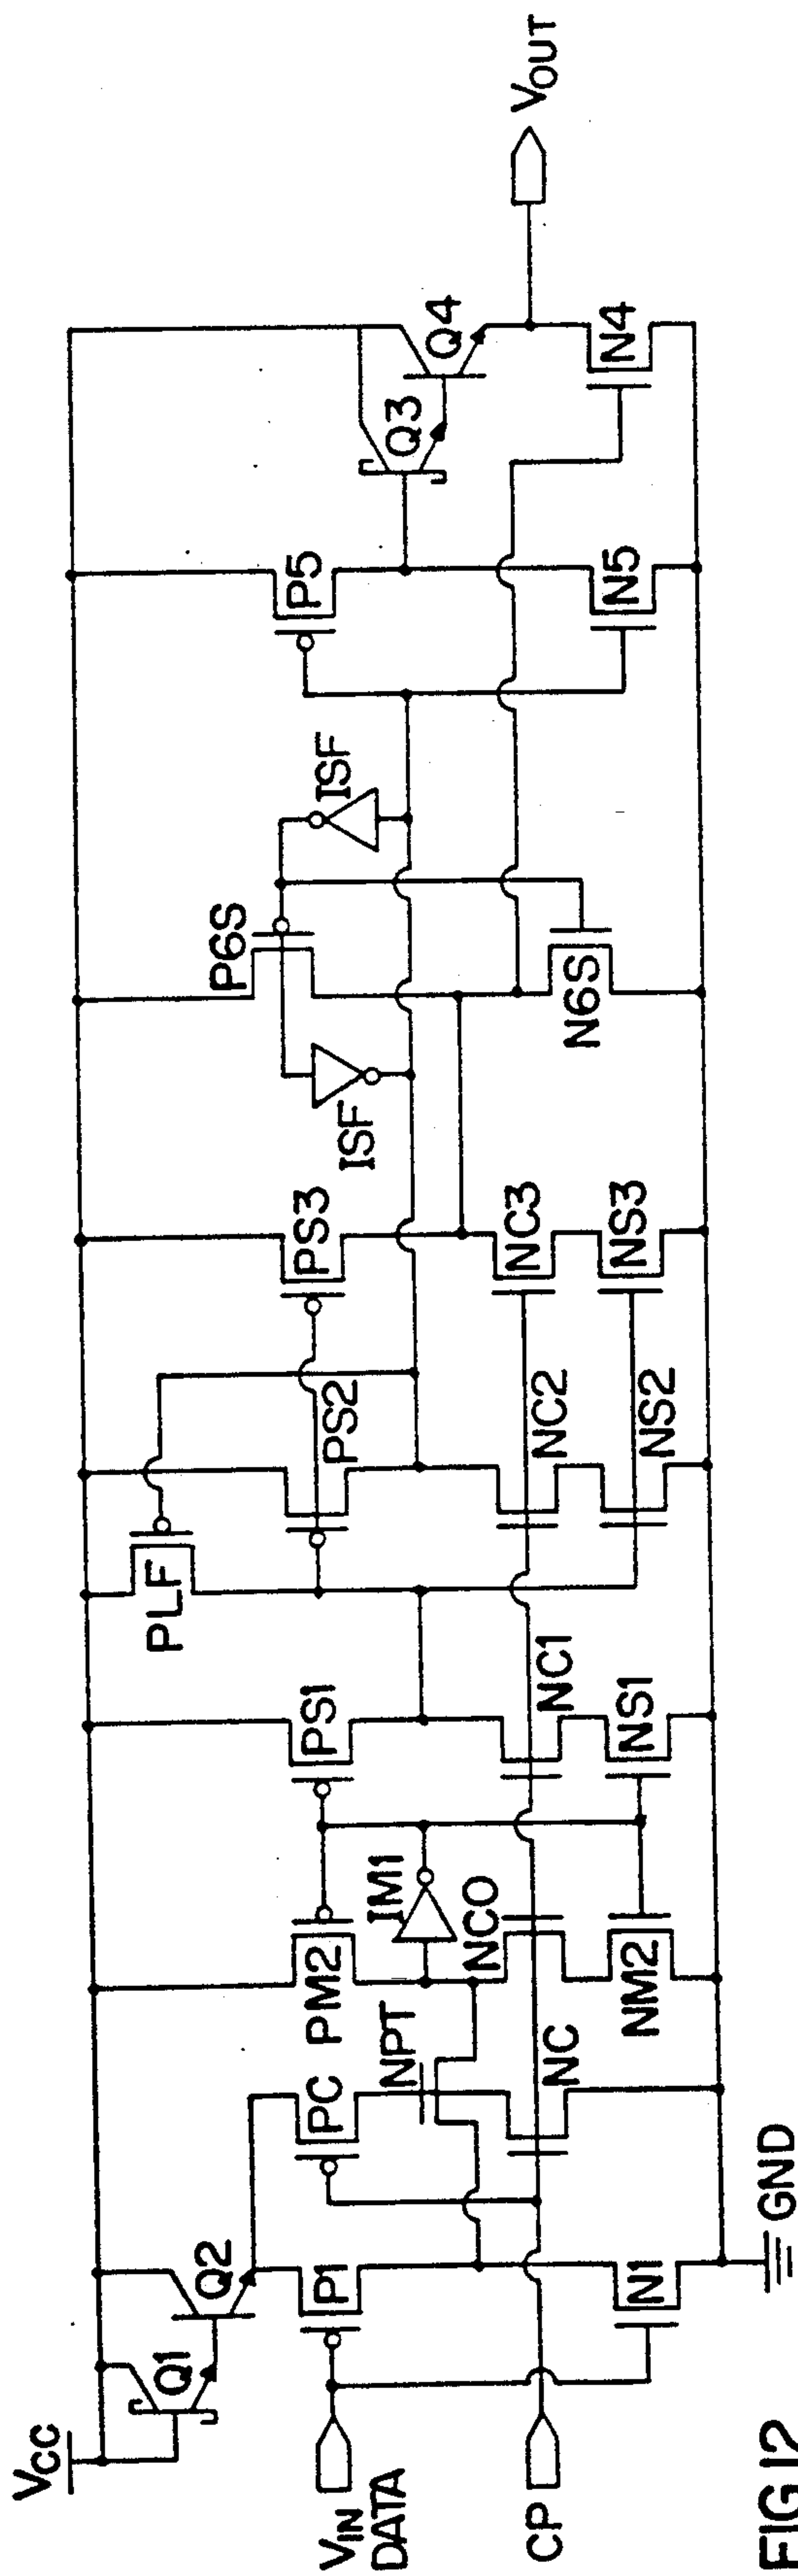 VCC
Q1
Q2
VIN
DATA
CP
P1
N1
GND
PC
NPT
NC
PM2
IM1
NCO
NM2
PS1
NC1
NS1
PLF
PS2
NC2
NS2
PS3
NC3
NS3
ISF
P6S
N6S
ISF
P5
N5
Q3
Q4
N4
VOUT
FIG.12